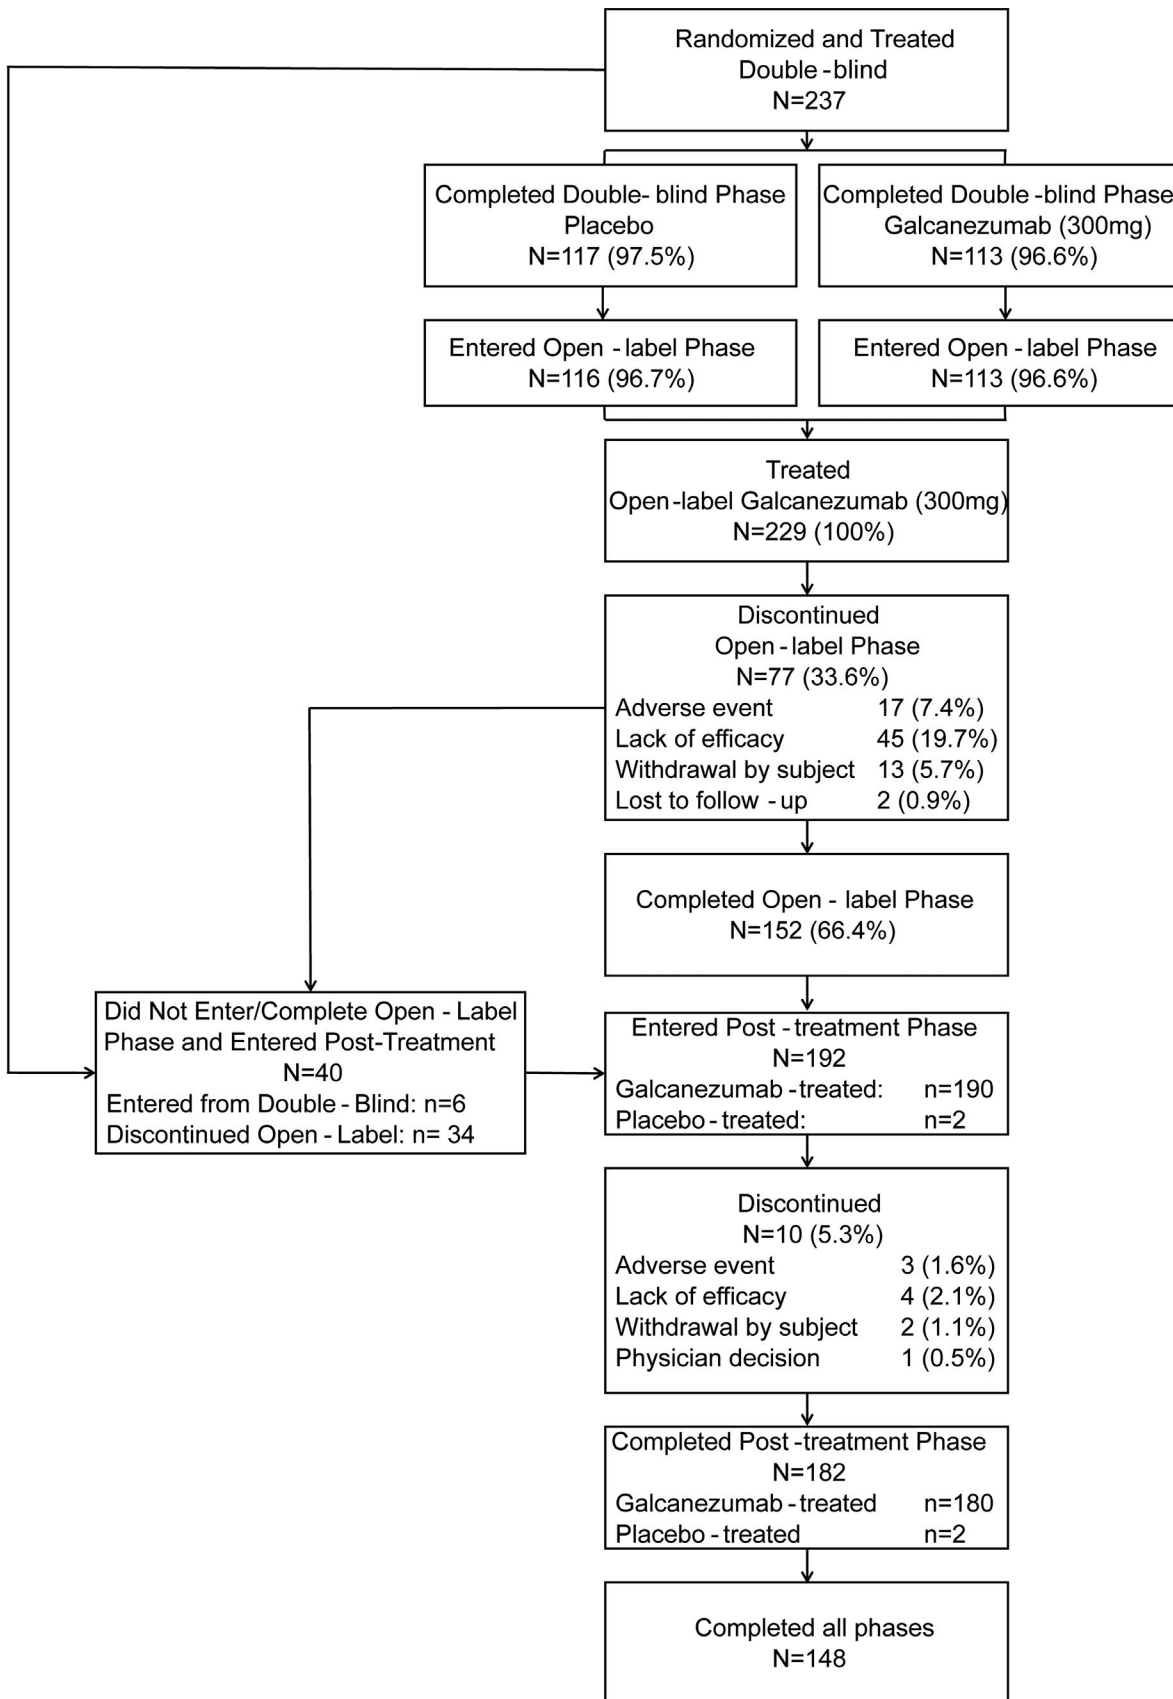 Randomized and Treated
Double-blind
N=237
Completed Double-blind Phase
Placebo
N=117 (97.5%)
Completed Double-blind Phase
Galcanezumab (300mg)
N=113 (96.6%)
Entered Open-label Phase
N=116 (96.7%)
Entered Open-label Phase
N=113 (96.6%)
Treated
Open-label Galcanezumab (300mg)
N=229 (100%)
Discontinued
Open-label Phase
N=77 (33.6%)
Adverse event 17 (7.4%)
Lack of efficacy 45 (19.7%)
Withdrawal by subject 13 (5.7%)
Lost to follow-up 2 (0.9%)
Completed Open-label Phase
N=152 (66.4%)
Did Not Enter/Complete Open-Label
Phase and Entered Post-Treatment
N=40
Entered from Double-Blind: n=6
Discontinued Open-Label: n= 34
Entered Post-treatment Phase
N=192
Galcanezumab-treated: n=190
Placebo-treated: n=2
Discontinued
N=10 (5.3%)
Adverse event 3 (1.6%)
Lack of efficacy 4 (2.1%)
Withdrawal by subject 2 (1.1%)
Physician decision 1 (0.5%)
Completed Post-treatment Phase
N=182
Galcanezumab-treated n=180
Placebo-treated n=2
Completed all phases
N=148